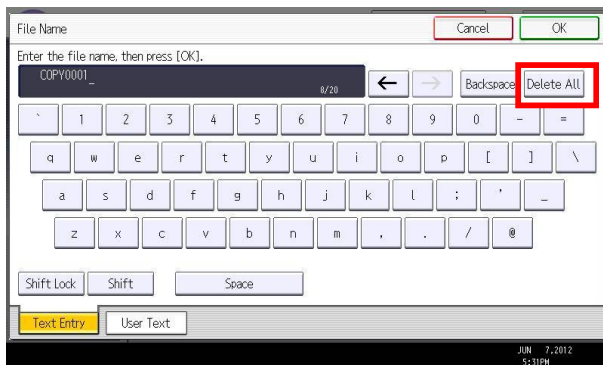 File Name Cancel OK
Enter the file name, then press [OK].
COPY0001_ 8/20 ← → Backspace Delete All
` 1 2 3 4 5 6 7 8 9 0 - =
q w e r t y u i o p [ ] \
a s d f g h j k l ; ' _
z x c v b n m , . / @
Shift Lock Shift Space
Text Entry User Text
JUN 7,2012
5:31PM